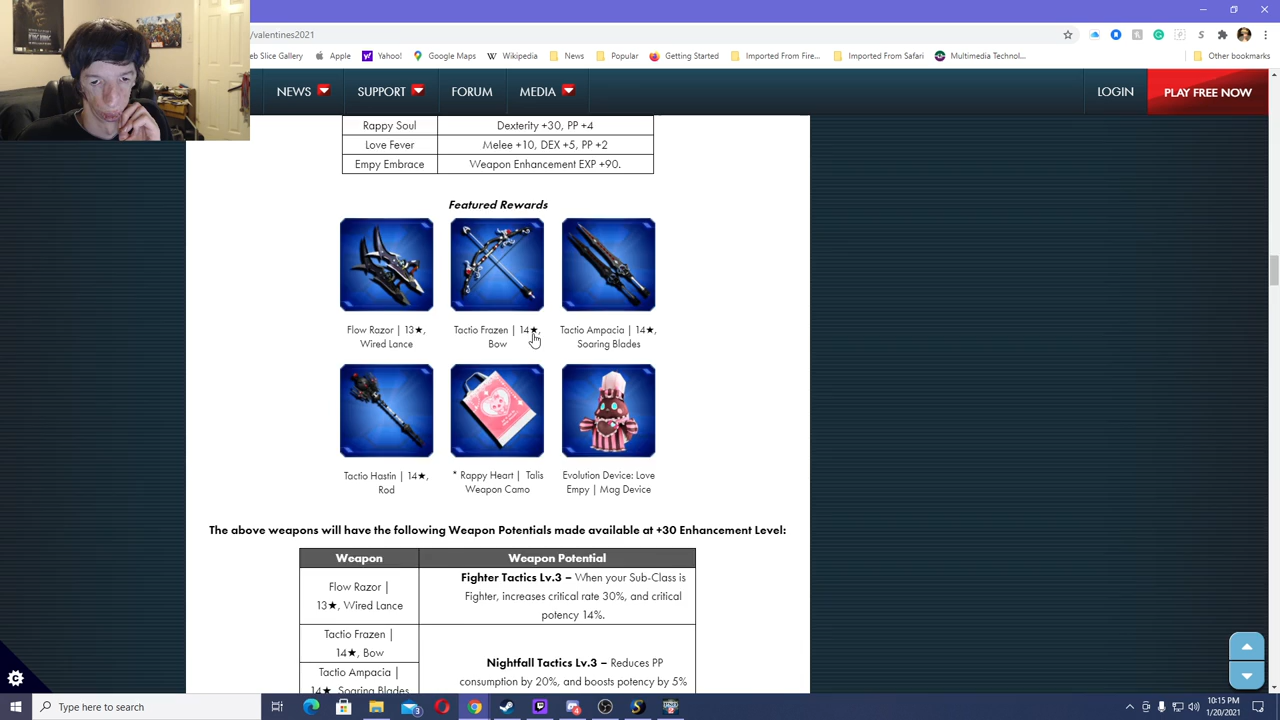 /valentines2021
eb Slice Gallery
Apple
Yahoo!
Google Maps
Wikipedia
News
Popular
Getting Started
Imported From Fire...
Imported From Safari
Multimedia Technol...
Other bookmarks
NEWS
SUPPORT
FORUM
MEDIA
LOGIN
PLAY FREE NOW
Rappy Soul Dexterity +30, PP +4
Love Fever Melee +10, DEX +5, PP +2
Empy Embrace Weapon Enhancement EXP +90.
Featured Rewards
Flow Razor | 13★,
Wired Lance
Tactio Frazen | 14★,
Bow
Tactio Ampacia | 14★,
Soaring Blades
Tactio Hastin | 14★,
Rod
* Rappy Heart | Talis
Weapon Camo
Evolution Device: Love
Empy | Mag Device
The above weapons will have the following Weapon Potentials made available at +30 Enhancement Level:
Weapon Weapon Potential
Flow Razor |
13★, Wired Lance
Fighter Tactics Lv.3 – When your Sub-Class is
Fighter, increases critical rate 30%, and critical
potency 14%.
Tactio Frazen |
14★, Bow
Tactio Ampacia |
14★, Soaring Blades
Nightfall Tactics Lv.3 – Reduces PP
consumption by 20%, and boosts potency by 5%
Type here to search
10:15 PM
1/20/2021